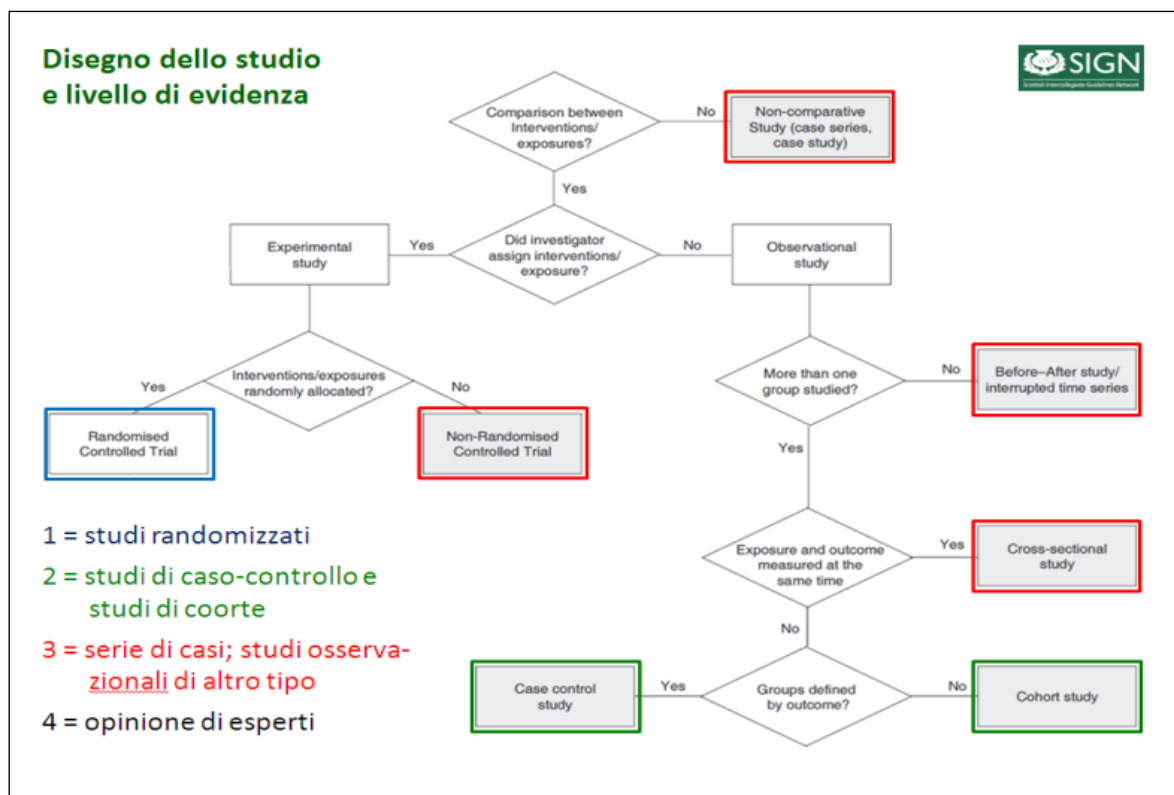 Disegno dello studio
e livello di evidenza
SIGN
Scottish Intercollegiate Guidelines Network
Comparison between
Interventions/
exposures?
No
Non-comparative
Study (case series,
case study)
Yes
Experimental
study
Yes
Did investigator
assign interventions/
exposure?
No
Observational
study
Yes
Interventions/exposures
randomly allocated?
No
More than one
group studied?
No
Before–After study/
interrupted time series
Randomised
Controlled Trial
Non-Randomised
Controlled Trial
Yes
1 = studi randomizzati
2 = studi di caso-controllo e
studi di coorte
3 = serie di casi; studi osserva-
zionali di altro tipo
4 = opinione di esperti
Exposure and outcome
measured at the
same time
Yes
Cross-sectional
study
No
Case control
study
Yes
Groups defined
by outcome?
No
Cohort study